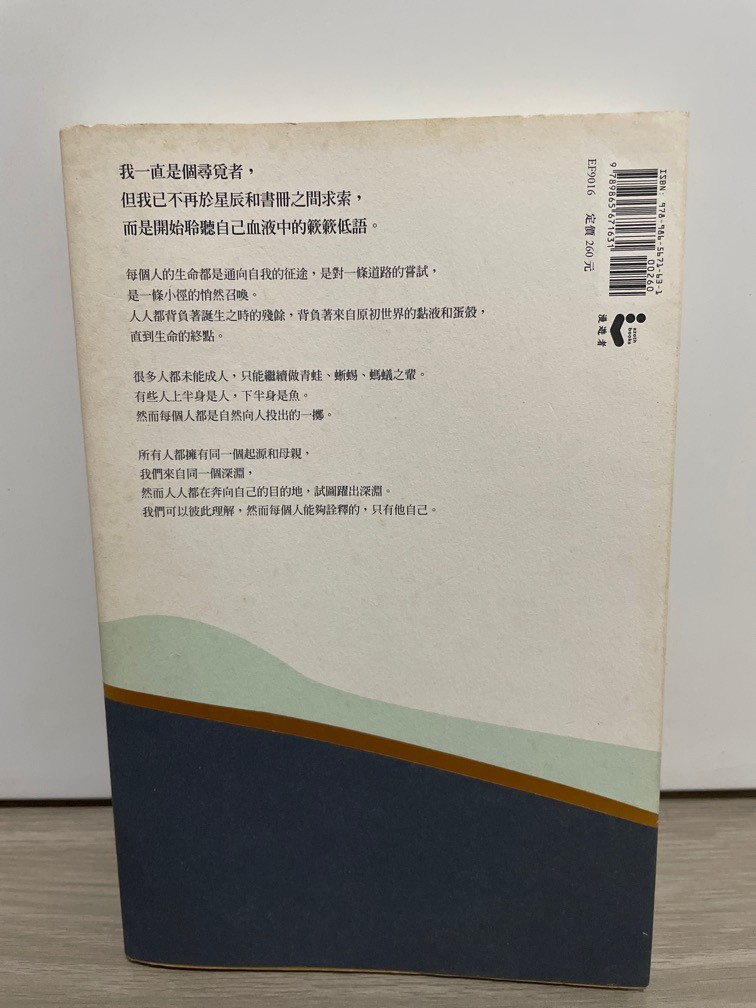 我一直是個尋覓者，
但我已不再於星辰和書冊之間求索，
而是開始聆聽自己血液中的簌簌低語。
每個人的生命都是通向自我的征途，是對一條道路的嘗試，
是一條小徑的悄然召喚。
人人都背負著誕生之時的殘餘，背負著來自原初世界的黏液和蛋殼，
直到生命的終點。
很多人都未能成人，只能繼續做青蛙、蜥蜴、螞蟻之輩。
有些人上半身是人，下半身是魚。
然而每個人都是自然向人投出的一擲。
所有人都擁有同一個起源和母親，
我們來自同一個深淵，
然而人人都在奔向自己的目的地，試圖躍出深淵。
我們可以彼此理解，然而每個人能夠詮釋的，只有他自己。
ISBN: 978-986-5671-63-1
9 789865 671631
00260
EF9016 定價 260 元
azoth books
漫遊者